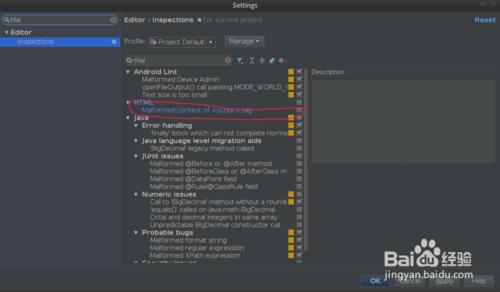 Settings
Mal
Editor › Inspections For current project
Reset
Editor
Inspections
Profile: Project Default Manage
Mal
Android Lint
Malformed Device Admin
openFileOutput() call passing MODE_WORLD_
Text size is too small
HTML
Malformed content of <script> tag
Java
Error handling
'finally' block which can not complete norma
Java language level migration aids
'BigDecimal' legacy method called
JUnit issues
Malformed @Before or @After method
Malformed @BeforeClass or @AfterClass m
Malformed @DataPoint field
Malformed @Rule/@ClassRule field
Numeric issues
Call to 'BigDecimal' method without a roundi
'equals()' called on java.math.BigDecimal
Octal and decimal integers in same array
Unpredictable BigDecimal constructor call
Probable bugs
Malformed format string
Malformed regular expression
Malformed XPath expression
Security issues
Description
OK Cancel Apply Help
Baidu经验
jingyan.baidu.com